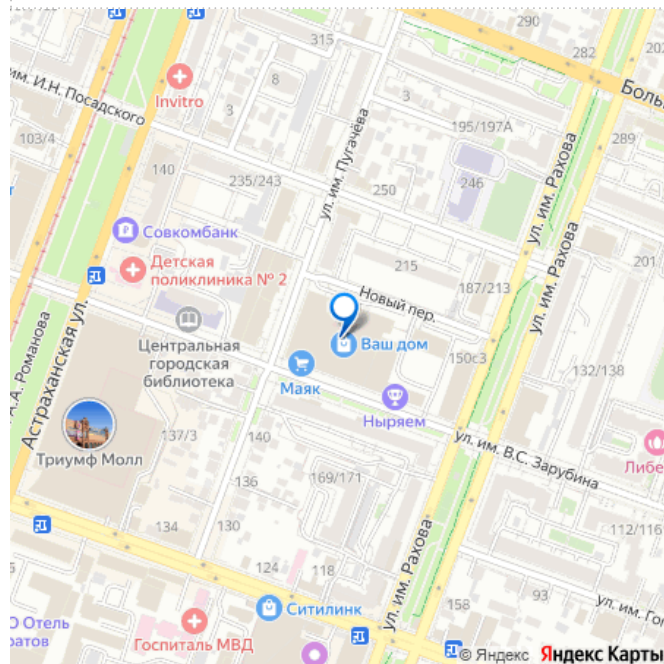 290
315
282
202
Invitro
8
3
Боль
им. И.Н. Посадского
3
195/197А
289
103/4
ул. им. Пугачёва
ул. им. Рахова
140
235/243
250
246
Совкомбанк
ул. им. Рахова
Детская
поликлиника № 2
215
201
187/213
Новый пер.
А.А. Романова
Астраханская ул.
Центральная
городская
библиотека
Ваш дом
150с3
Маяк
132/138
Ныряем
137/3
140
ул. им. В.С. Зарубина
Триумф Молл
Либе
169/171
136
134
130
112/116
ул. им. Рахова
124
118
93
Ситилинк
158
ул. им. Гог
О Отель
ратов
Госпиталь МВД
© Яндекс Яндекс Карты